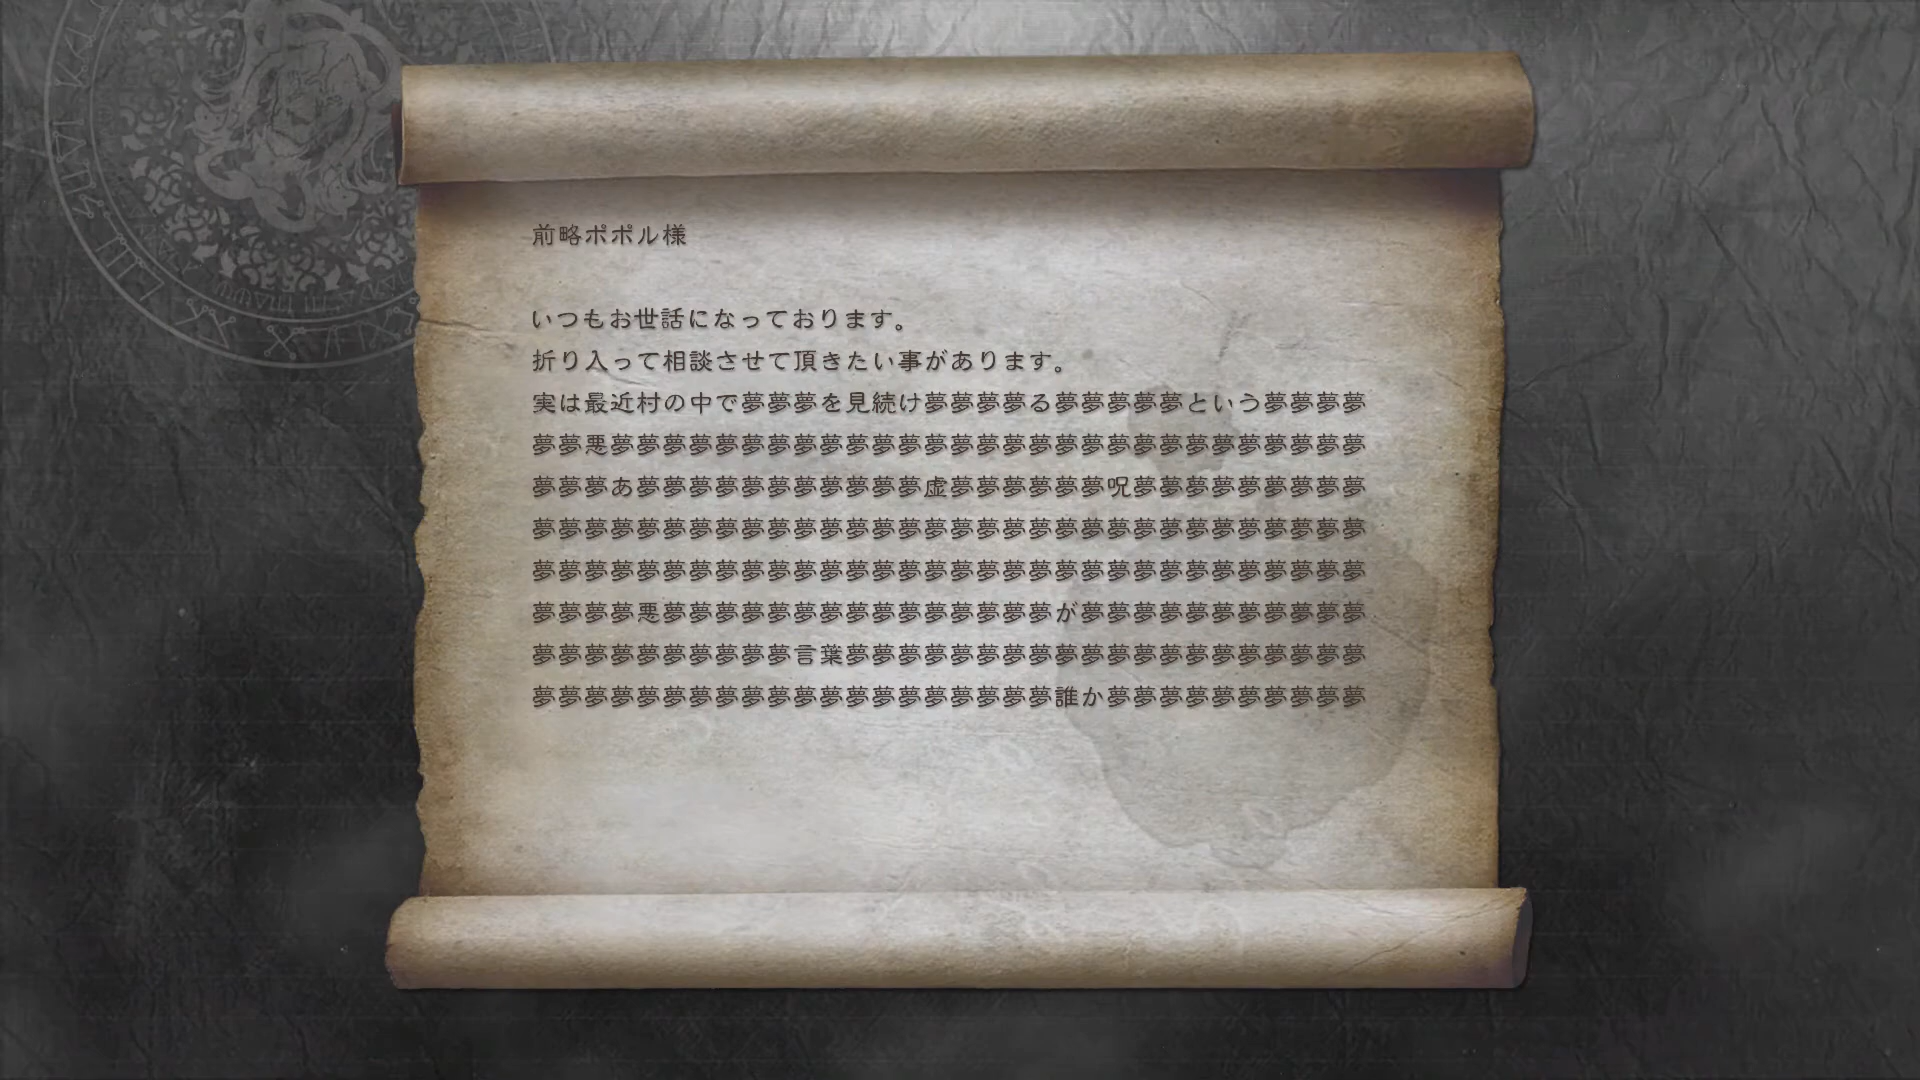 前略ポポル様
いつもお世話になっております。
折り入って相談させて頂きたい事があります。
実は最近村の中で夢夢夢を見続け夢夢夢夢る夢夢夢夢夢という夢夢夢夢
夢夢悪夢夢夢夢夢夢夢夢夢夢夢夢夢夢夢夢夢夢夢夢夢夢夢夢夢夢夢夢夢
夢夢夢あ夢夢夢夢夢夢夢夢夢夢夢虚夢夢夢夢夢夢呪夢夢夢夢夢夢夢夢夢
夢夢夢夢夢夢夢夢夢夢夢夢夢夢夢夢夢夢夢夢夢夢夢夢夢夢夢夢夢夢夢夢
夢夢夢夢夢夢夢夢夢夢夢夢夢夢夢夢夢夢夢夢夢夢夢夢夢夢夢夢夢夢夢夢
夢夢夢夢悪夢夢夢夢夢夢夢夢夢夢夢夢夢夢夢が夢夢夢夢夢夢夢夢夢夢夢
夢夢夢夢夢夢夢夢夢夢言葉夢夢夢夢夢夢夢夢夢夢夢夢夢夢夢夢夢夢夢夢
夢夢夢夢夢夢夢夢夢夢夢夢夢夢夢夢夢夢夢夢誰か夢夢夢夢夢夢夢夢夢夢